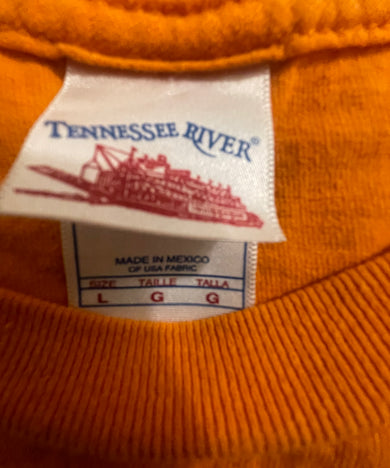 TENNESSEE RIVER®
MADE IN MEXICO
OF USA FABRIC
SIZE TAILLE TALLA
L G G